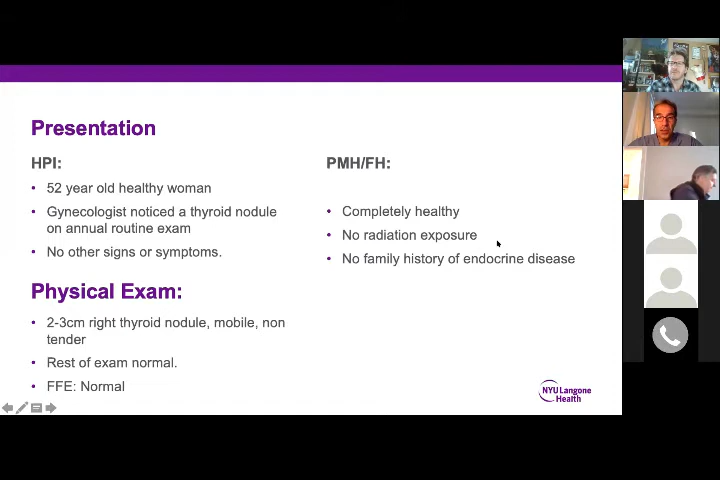 Presentation
HPI:
• 52 year old healthy woman
• Gynecologist noticed a thyroid nodule
on annual routine exam
• No other signs or symptoms.
Physical Exam:
• 2-3cm right thyroid nodule, mobile, non
tender
• Rest of exam normal.
• FFE: Normal
PMH/FH:
• Completely healthy
• No radiation exposure
• No family history of endocrine disease
NYU Langone
Health